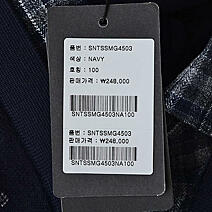 품번 : SNTSSMG4503
색상 : NAVY
호칭 : 100
판매가격 : ₩248,000
SNTSSMG4503NA100
품번 : SNTSSMG4503
판매가격 : ₩248,000
SNTSSMG4503NA100